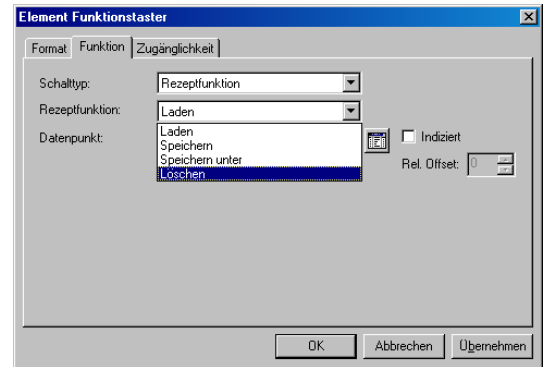 Element Funktionstaster
Format Funktion Zugänglichkeit
Schalttyp: Rezeptfunktion
Rezeptfunktion: Laden
Datenpunkt: Laden
Speichern
Speichern unter
Löschen
Indiziert
Rel. Offset: 0
OK Abbrechen Übernehmen